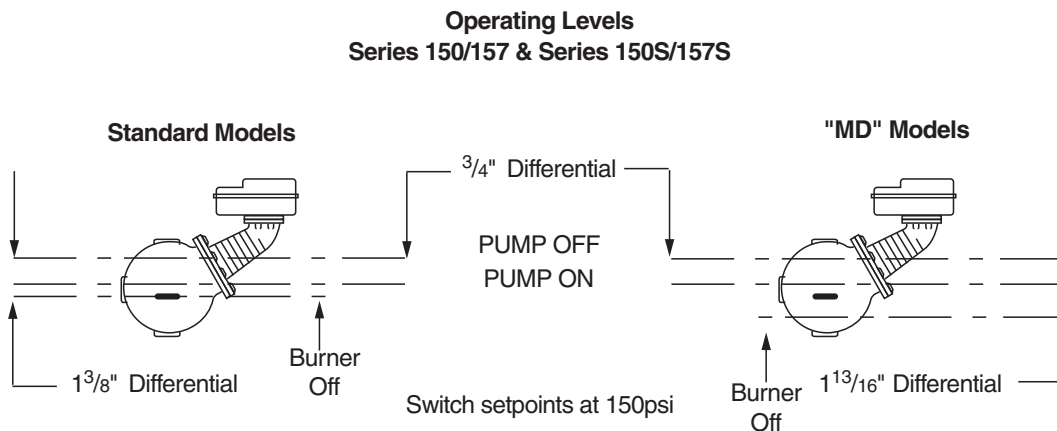 Operating Levels
Series 150/157 & Series 150S/157S
Standard Models
"MD" Models
3/4" Differential
PUMP OFF
PUMP ON
Burner
Off
1 3/8" Differential
Switch setpoints at 150psi
Burner
Off
1 13/16" Differential